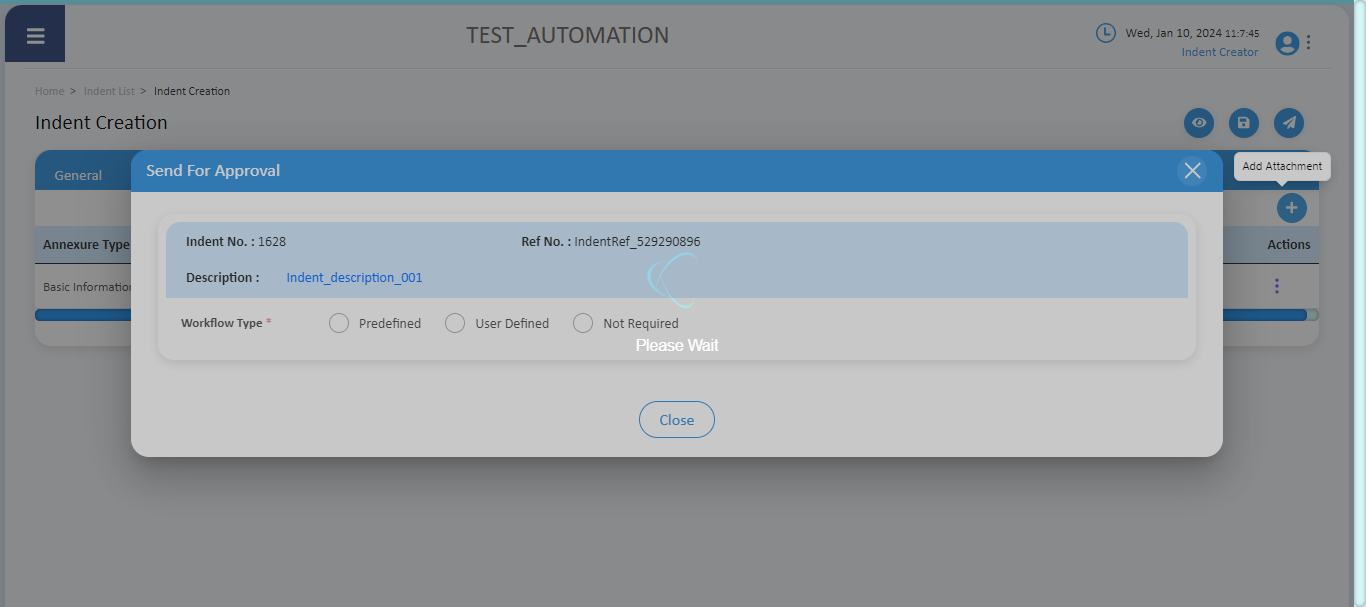 TEST_AUTOMATION
Wed, Jan 10, 2024 11:7:45
Indent Creator
Home > Indent List > Indent Creation
Indent Creation
General
Send For Approval
Add Attachment
Annexure Type
Actions
Indent No. : 1628
Ref No. : IndentRef_529290896
Description : Indent_description_001
Basic Information
Workflow Type * Predefined User Defined Not Required
Please Wait
Close